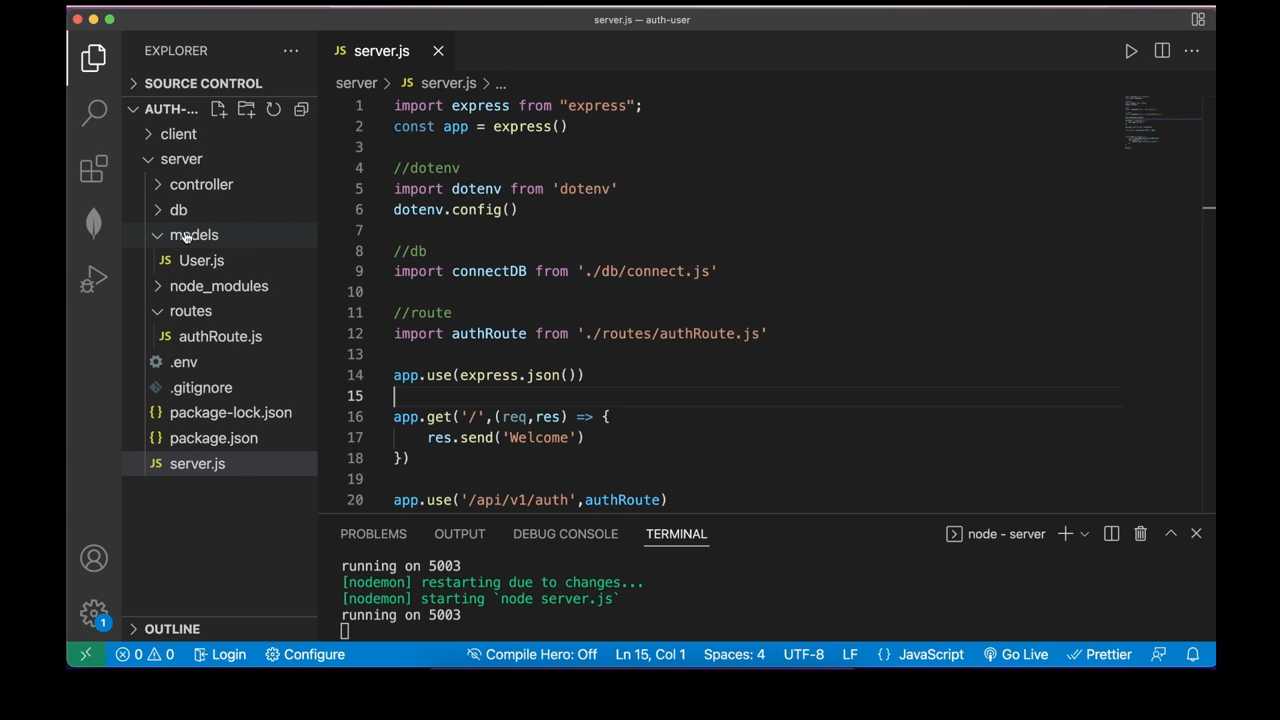 server.js — auth-user
EXPLORER
SOURCE CONTROL
AUTH-...
client
server
controller
db
models
JS User.js
node_modules
routes
JS authRoute.js
.env
.gitignore
{} package-lock.json
{} package.json
JS server.js
OUTLINE
JS server.js
server > JS server.js > ...
1 import express from "express";
2 const app = express()
3
4 //dotenv
5 import dotenv from 'dotenv'
6 dotenv.config()
7
8 //db
9 import connectDB from './db/connect.js'
10
11 //route
12 import authRoute from './routes/authRoute.js'
13
14 app.use(express.json())
15
16 app.get('/',(req,res) => {
17 res.send('Welcome')
18 })
19
20 app.use('/api/v1/auth',authRoute)
PROBLEMS OUTPUT DEBUG CONSOLE TERMINAL node - server
running on 5003
[nodemon] restarting due to changes...
[nodemon] starting `node server.js`
running on 5003
1
0 0 Login Configure Compile Hero: Off Ln 15, Col 1 Spaces: 4 UTF-8 LF {} JavaScript Go Live Prettier